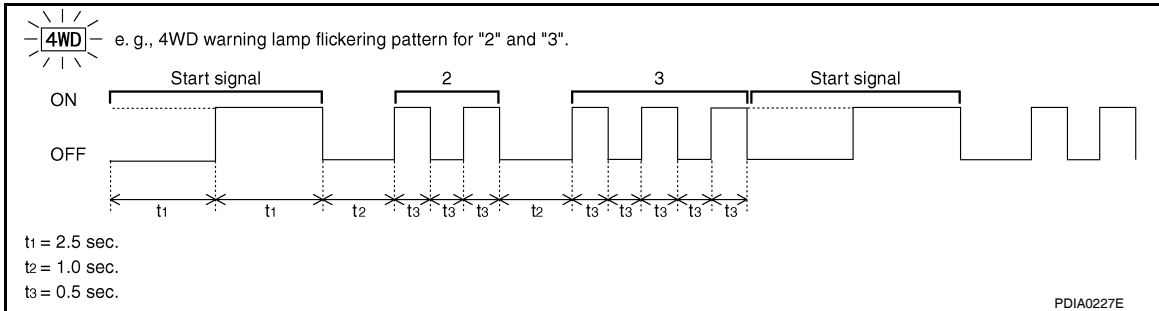 4WD e. g., 4WD warning lamp flickering pattern for "2" and "3".
Start signal 2 3 Start signal
ON
OFF
t1 t1 t2 t3 t3 t3 t2 t3 t3 t3 t3 t3
t1 = 2.5 sec.
t2 = 1.0 sec.
t3 = 0.5 sec.
PDIA0227E